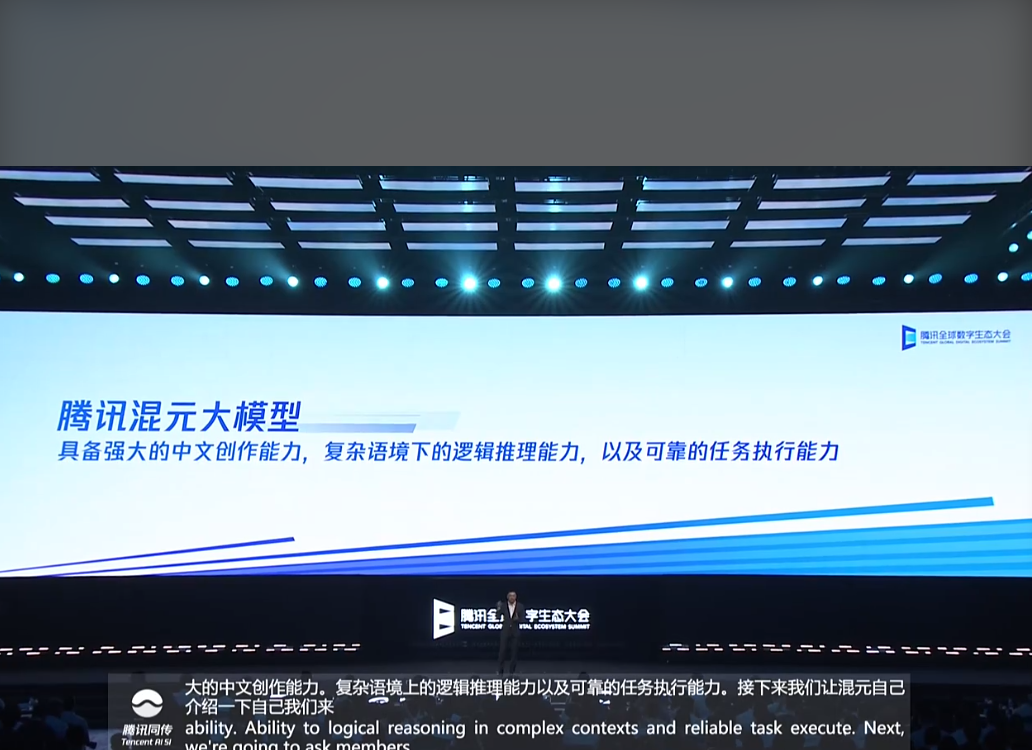 腾讯全球数字生态大会
TENCENT GLOBAL DIGITAL ECOSYSTEM SUMMIT
腾讯混元大模型
具备强大的中文创作能力，复杂语境下的逻辑推理能力，以及可靠的任务执行能力
腾讯全 字生态大会
TENCENT GLO ITAL ECOSYSTEM SUMMIT
大的中文创作能力。复杂语境上的逻辑推理能力以及可靠的任务执行能力。接下来我们让混元自己
介绍一下自己我们来
腾讯同传
Tencent AI SI
ability. Ability to logical reasoning in complex contexts and reliable task execute. Next,
we're going to ask members